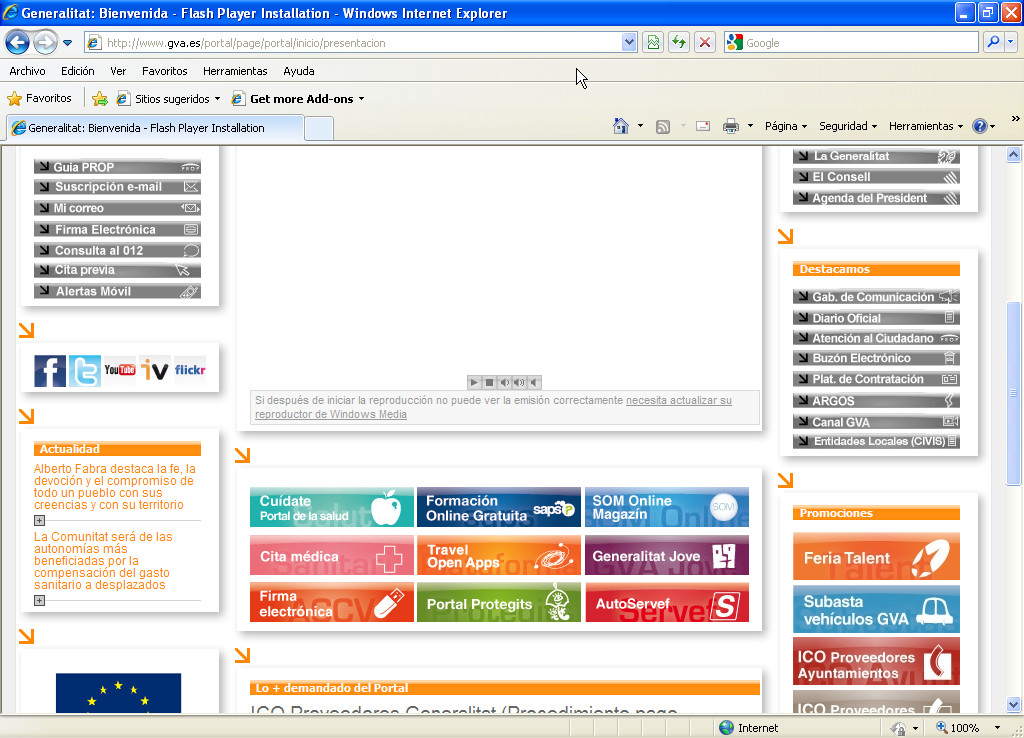 Generalitat: Bienvenida - Flash Player Installation - Windows Internet Explorer
http://www.gva.es/portal/page/portal/inicio/presentacion
Google
Archivo Edición Ver Favoritos Herramientas Ayuda
Favoritos Sitios sugeridos Get more Add-ons
Generalitat: Bienvenida - Flash Player Installation
Página Seguridad Herramientas »
Guia PROP
Suscripción e-mail
Mi correo
Firma Electrónica
Consulta al 012
Cita previa
Alertas Móvil
You Tube
flickr
Actualidad
Alberto Fabra destaca la fe, la
devoción y el compromiso de
todo un pueblo con sus
creencias y con su territorio
La Comunitat será de las
autonomías más
beneficiadas por la
compensación del gasto
sanitario a desplazados
Si después de iniciar la reproducción no puede ver la emisión correctamente necesita actualizar su
reproductor de Windows Media
Cuídate
Portal de la salud
Formación
Online Gratuita
saps?
SOM Online
Magazín
SOM
Cita médica
Travel
Open Apps
Generalitat Jove
Firma
electrónica
Portal Protegits
AutoServef
S
Lo + demandado del Portal
ICO Proveedores Generalitat (Procedimiento pago
La Generalitat
El Consell
Agenda del President
Destacamos
Gab. de Comunicación
Diario Oficial
Atención al Ciudadano
Buzón Electrónico
Plat. de Contratación
ARGOS
Canal GVA
Entidades Locales (CIVIS)
Promociones
Feria Talent
Subasta
vehículos GVA
ICO Proveedores
Ayuntamientos
ICO Proveedores
Internet
100%